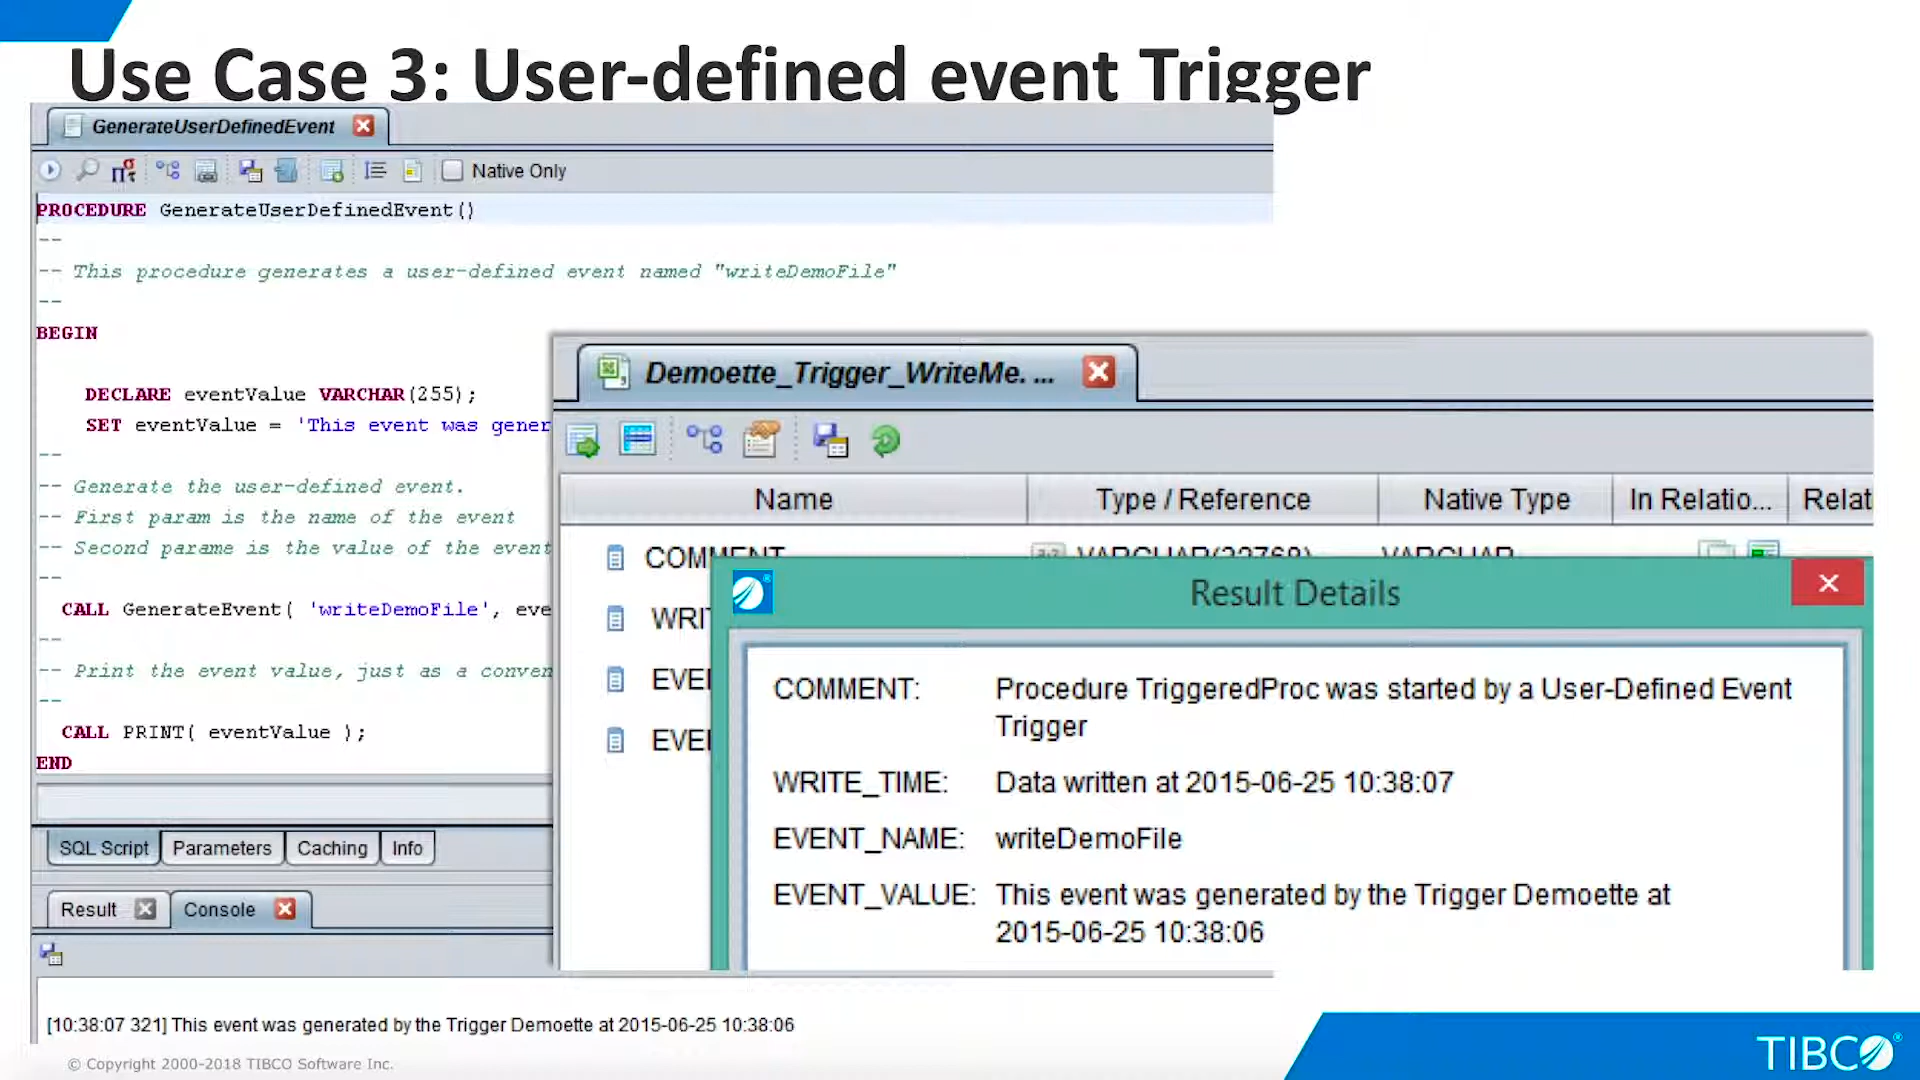 Use Case 3: User-defined event Trigger
GenerateUserDefinedEvent
Native Only
PROCEDURE GenerateUserDefinedEvent()
--
-- This procedure generates a user-defined event named "writeDemoFile"
--
BEGIN
DECLARE eventValue VARCHAR(255);
SET eventValue = 'This event was gener
--
-- Generate the user-defined event.
-- First param is the name of the event
-- Second parame is the value of the event
--
CALL GenerateEvent( 'writeDemoFile', eve
--
-- Print the event value, just as a conven
--
CALL PRINT( eventValue );
END
SQL Script Parameters Caching Info
Result Console
[10:38:07 321] This event was generated by the Trigger Demoette at 2015-06-25 10:38:06
Demoette_Trigger_WriteMe. ...
Name Type / Reference Native Type In Relatio... Relat
COMMENT VARCHAR(32768) VARCHAR
WRI
EVE
EVE
Result Details
COMMENT: Procedure TriggeredProc was started by a User-Defined Event
Trigger
WRITE_TIME: Data written at 2015-06-25 10:38:07
EVENT_NAME: writeDemoFile
EVENT_VALUE: This event was generated by the Trigger Demoette at
2015-06-25 10:38:06
© Copyright 2000-2018 TIBCO Software Inc.
TIBCO®